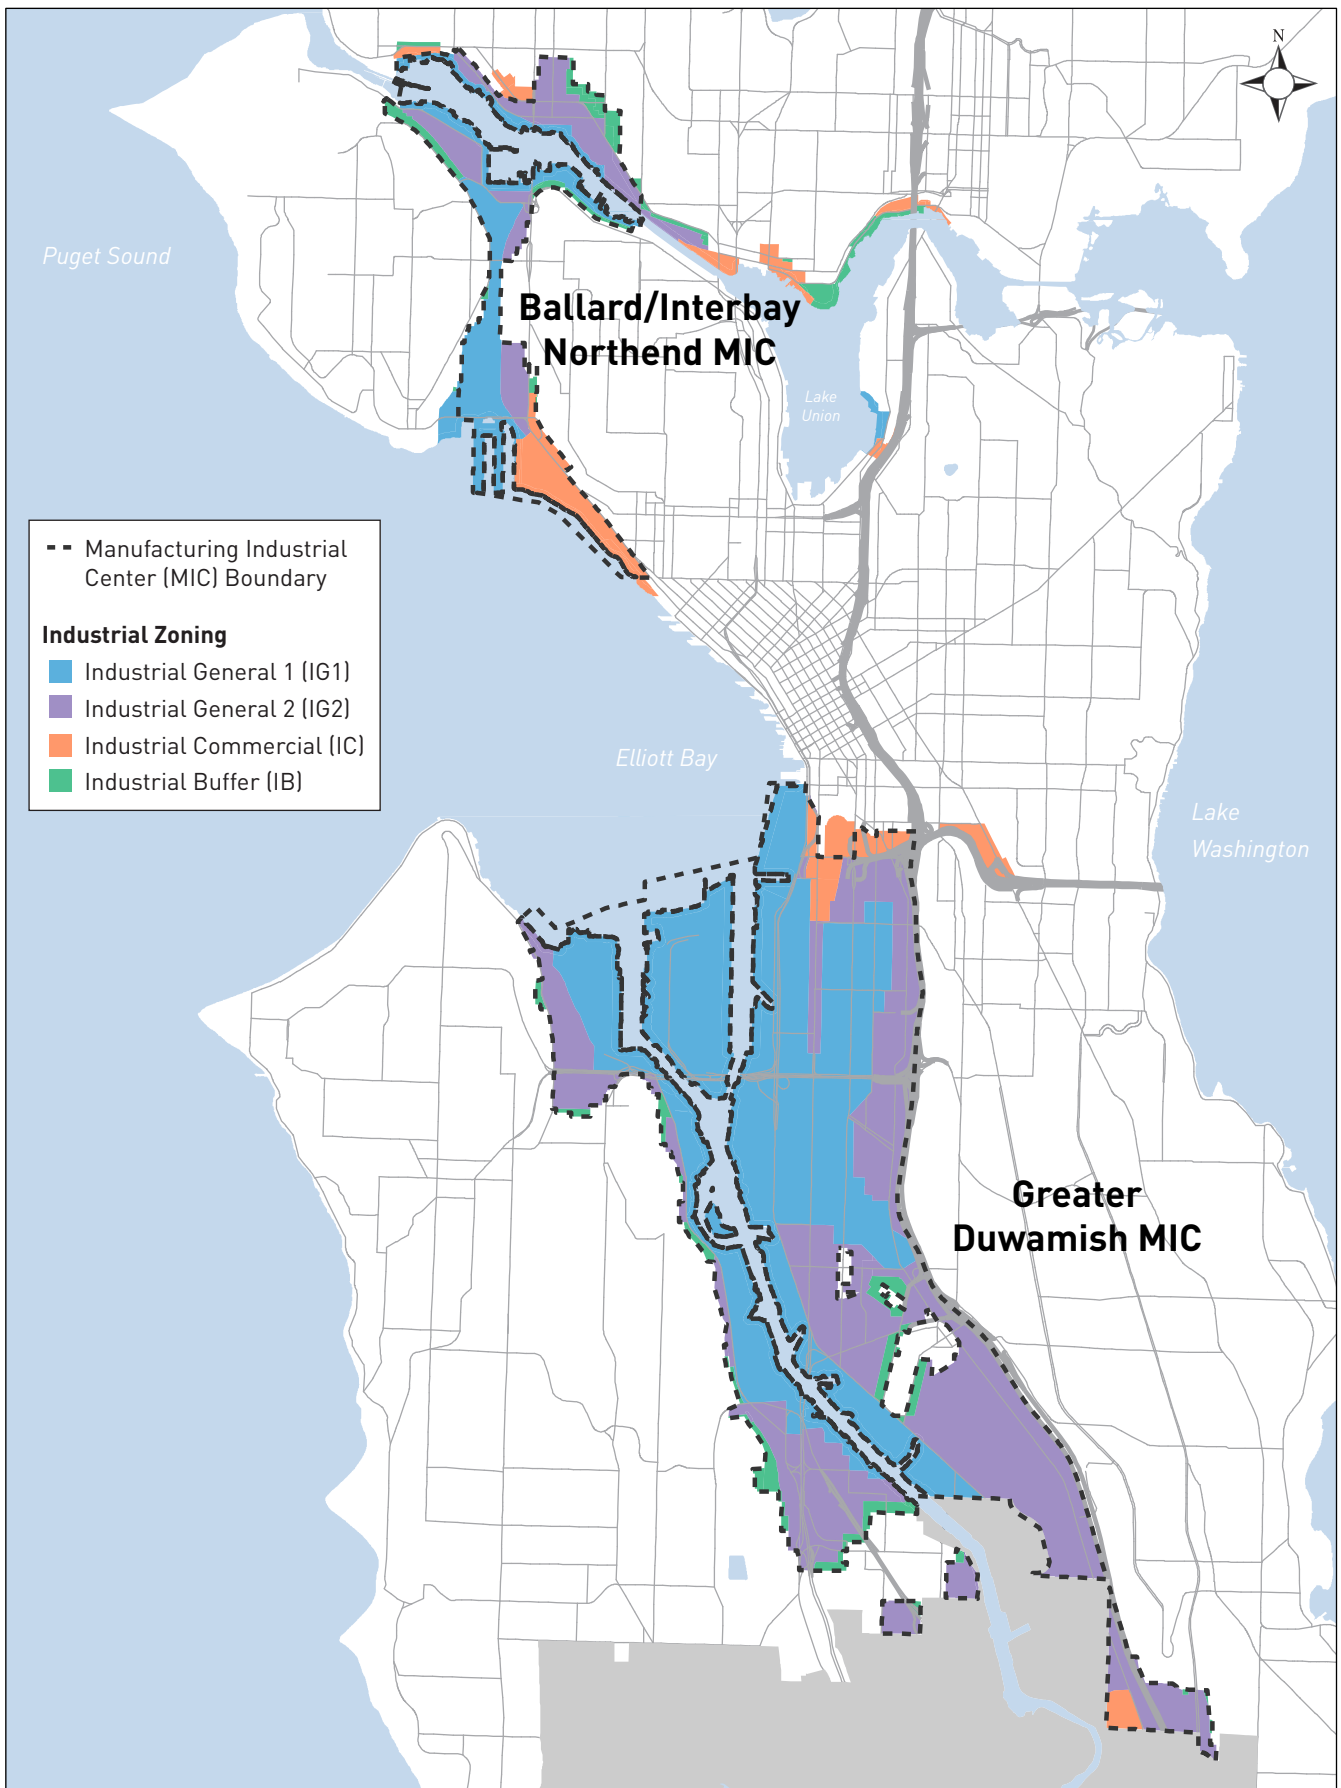 N
Puget Sound
Ballard/Interbay
Northend MIC
Lake
Union
Manufacturing Industrial
Center (MIC) Boundary
Industrial Zoning
Industrial General 1 (IG1)
Industrial General 2 (IG2)
Industrial Commercial (IC)
Industrial Buffer (IB)
Elliott Bay
Lake
Washington
Greater
Duwamish MIC